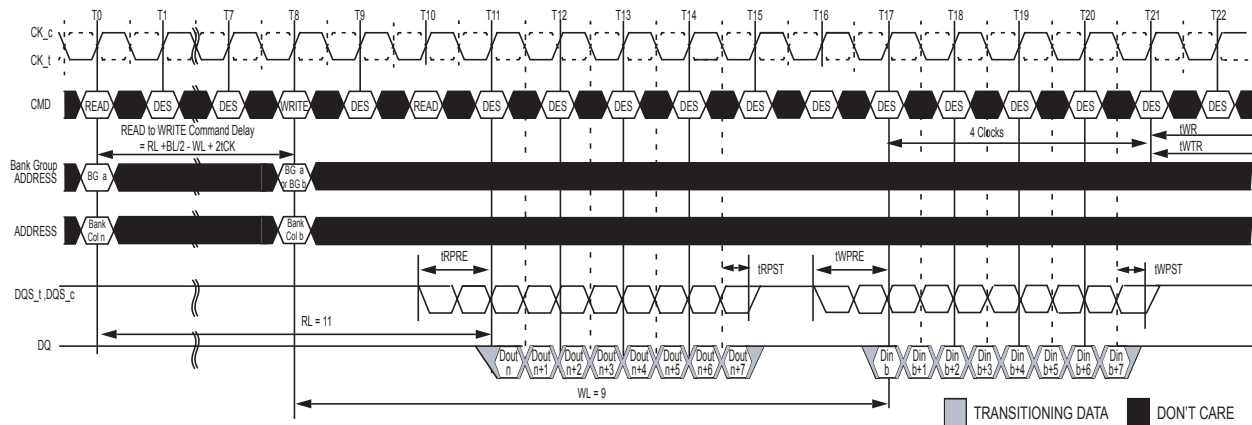 T0 T1 T7 T8 T9 T10 T11 T12 T13 T14 T15 T16 T17 T18 T19 T20 T21 T22
CK_c
CK_t
CMD READ DES DES WRITE DES READ DES DES DES DES DES DES DES DES DES DES DES DES
READ to WRITE Command Delay
= RL +BL/2 - WL + 2tCK
4 Clocks
tWR
tWTR
Bank Group
ADDRESS
BG a
BG a
or BG b
ADDRESS
Bank
Col n
Bank
Col b
tRPRE
tRPST
tWPRE
tWPST
DQS_t ,DQS_c
RL = 11
DQ
Dout
n
Dout
n+1
Dout
n+2
Dout
n+3
Dout
n+4
Dout
n+5
Dout
n+6
Dout
n+7
Din
b
Din
b+1
Din
b+2
Din
b+3
Din
b+4
Din
b+5
Din
b+6
Din
b+7
WL = 9
TRANSITIONING DATA
DON'T CARE